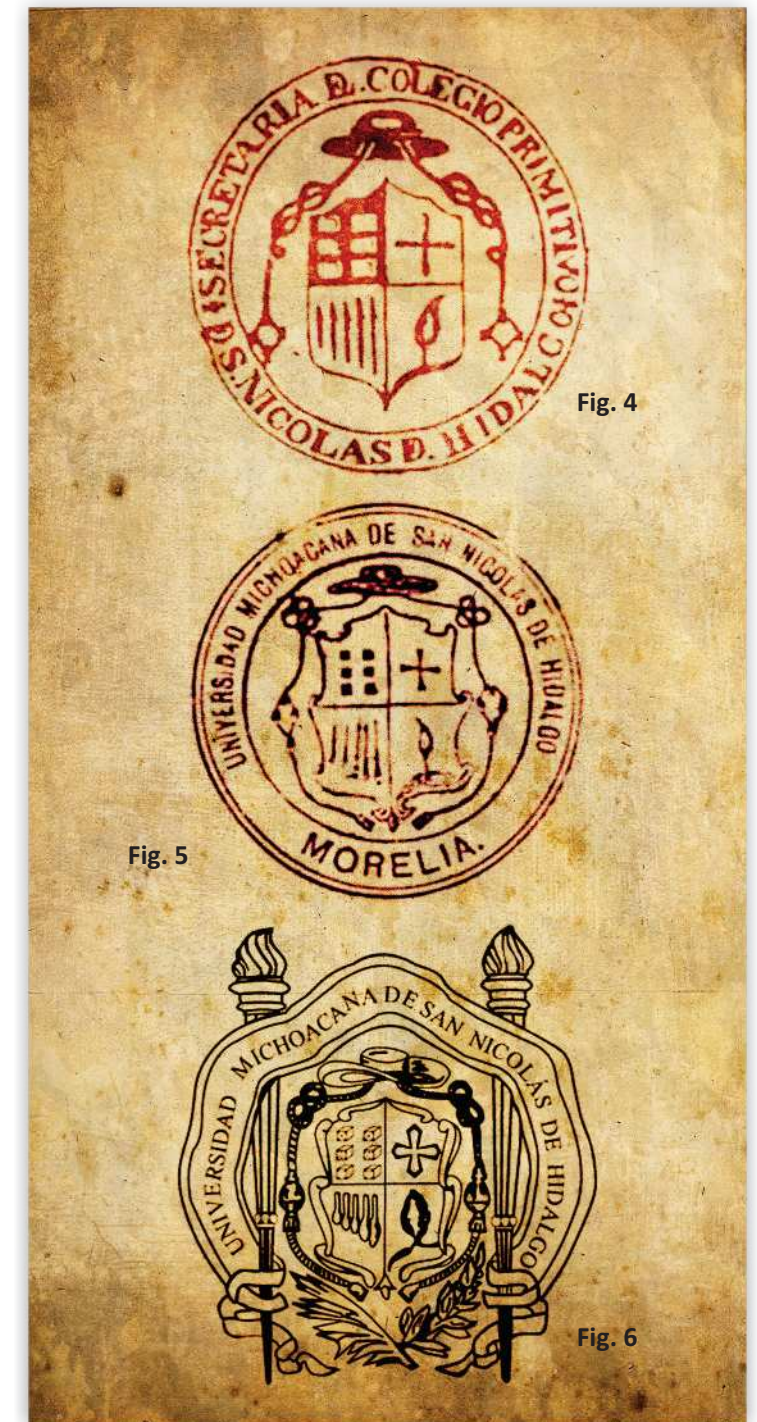 SECRETARIA D. COLEGIO PRIMITIVO
D S. NICOLAS D. HIDALGO
Fig. 4
UNIVERSIDAD MICHOACANA DE SAN NICOLAS DE HIDALGO
MORELIA.
Fig. 5
UNIVERSIDAD MICHOACANA DE SAN NICOLÁS DE HIDALGO
Fig. 6